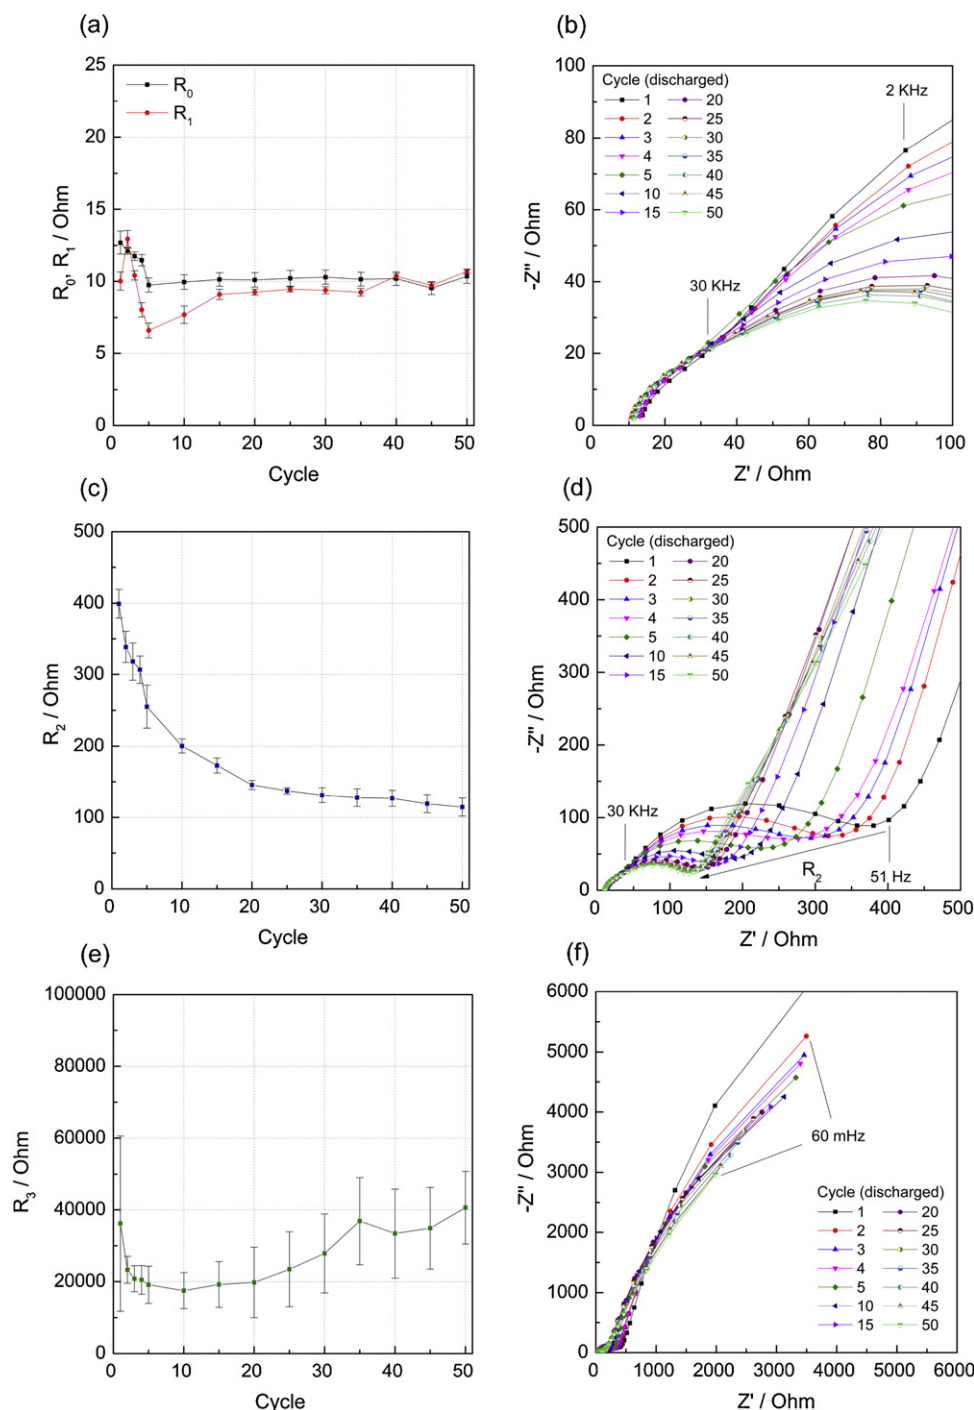 (a)
25
20
15
10
5
0
R0, R1 / Ohm
R0
R1
0 10 20 30 40 50
Cycle
(b)
100
80
60
40
20
0
-Z'' / Ohm
Cycle (discharged)
1 20
2 25
3 30
4 35
5 40
10 45
15 50
2 KHz
30 KHz
0 20 40 60 80 100
Z' / Ohm
(c)
500
400
300
200
100
0
R2 / Ohm
0 10 20 30 40 50
Cycle
(d)
500
400
300
200
100
0
-Z'' / Ohm
Cycle (discharged)
1 20
2 25
3 30
4 35
5 40
10 45
15 50
30 KHz
R2
51 Hz
0 100 200 300 400 500
Z' / Ohm
(e)
100000
80000
60000
40000
20000
0
R3 / Ohm
0 10 20 30 40 50
Cycle
(f)
6000
5000
4000
3000
2000
1000
0
-Z'' / Ohm
60 mHz
Cycle (discharged)
1 20
2 25
3 30
4 35
5 40
10 45
15 50
0 1000 2000 3000 4000 5000 6000
Z' / Ohm